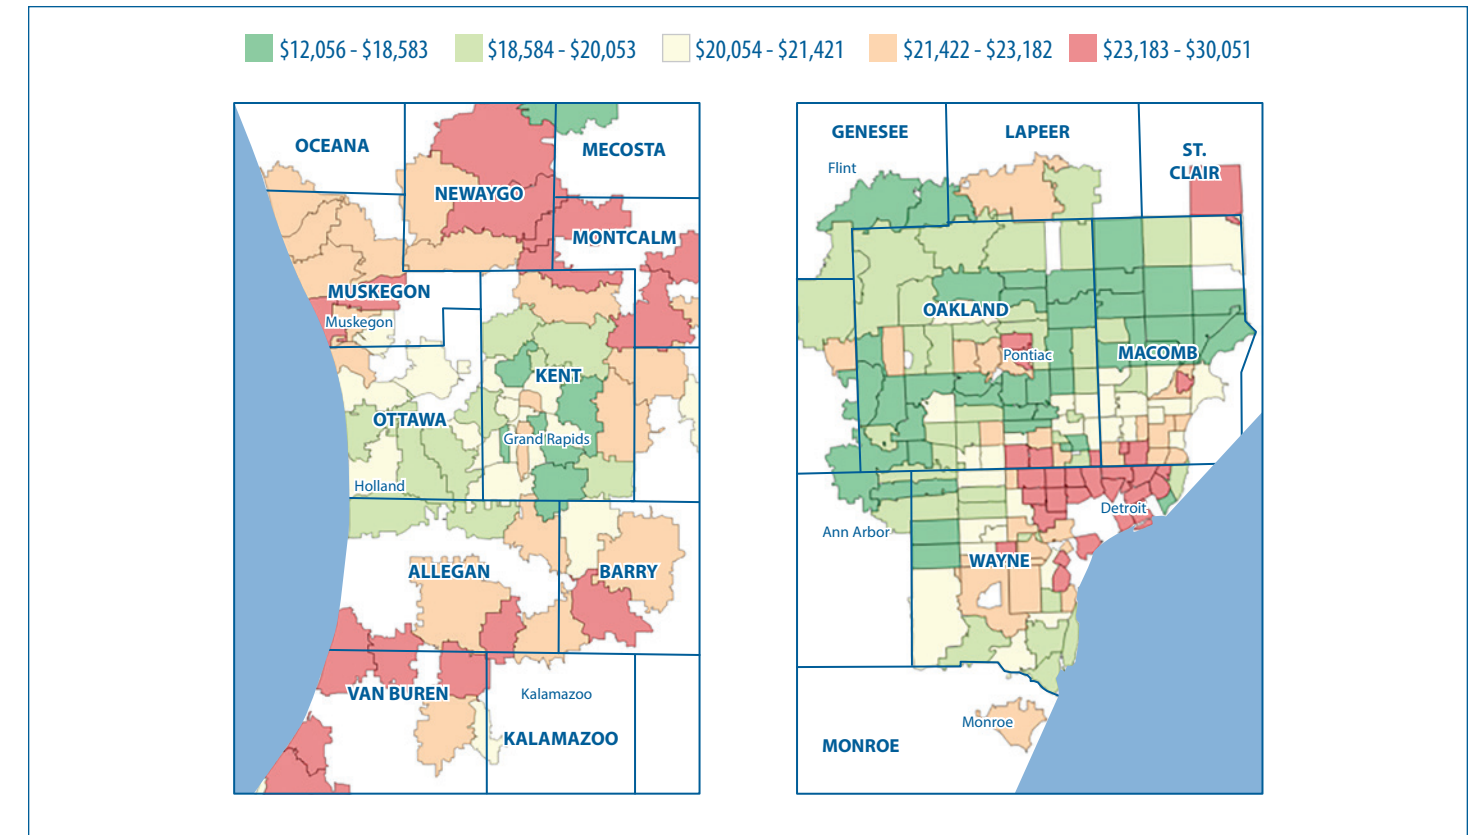 $12,056 - $18,583 $18,584 - $20,053 $20,054 - $21,421 $21,422 - $23,182 $23,183 - $30,051
OCEANA
MECOSTA
NEWAYGO
MONTCALM
MUSKEGON
Muskegon
KENT
OTTAWA
Grand Rapids
Holland
ALLEGAN
BARRY
VAN BUREN
Kalamazoo
KALAMAZOO
GENESEE
LAPEER
ST.
CLAIR
Flint
OAKLAND
Pontiac
MACOMB
Detroit
Ann Arbor
WAYNE
Monroe
MONROE